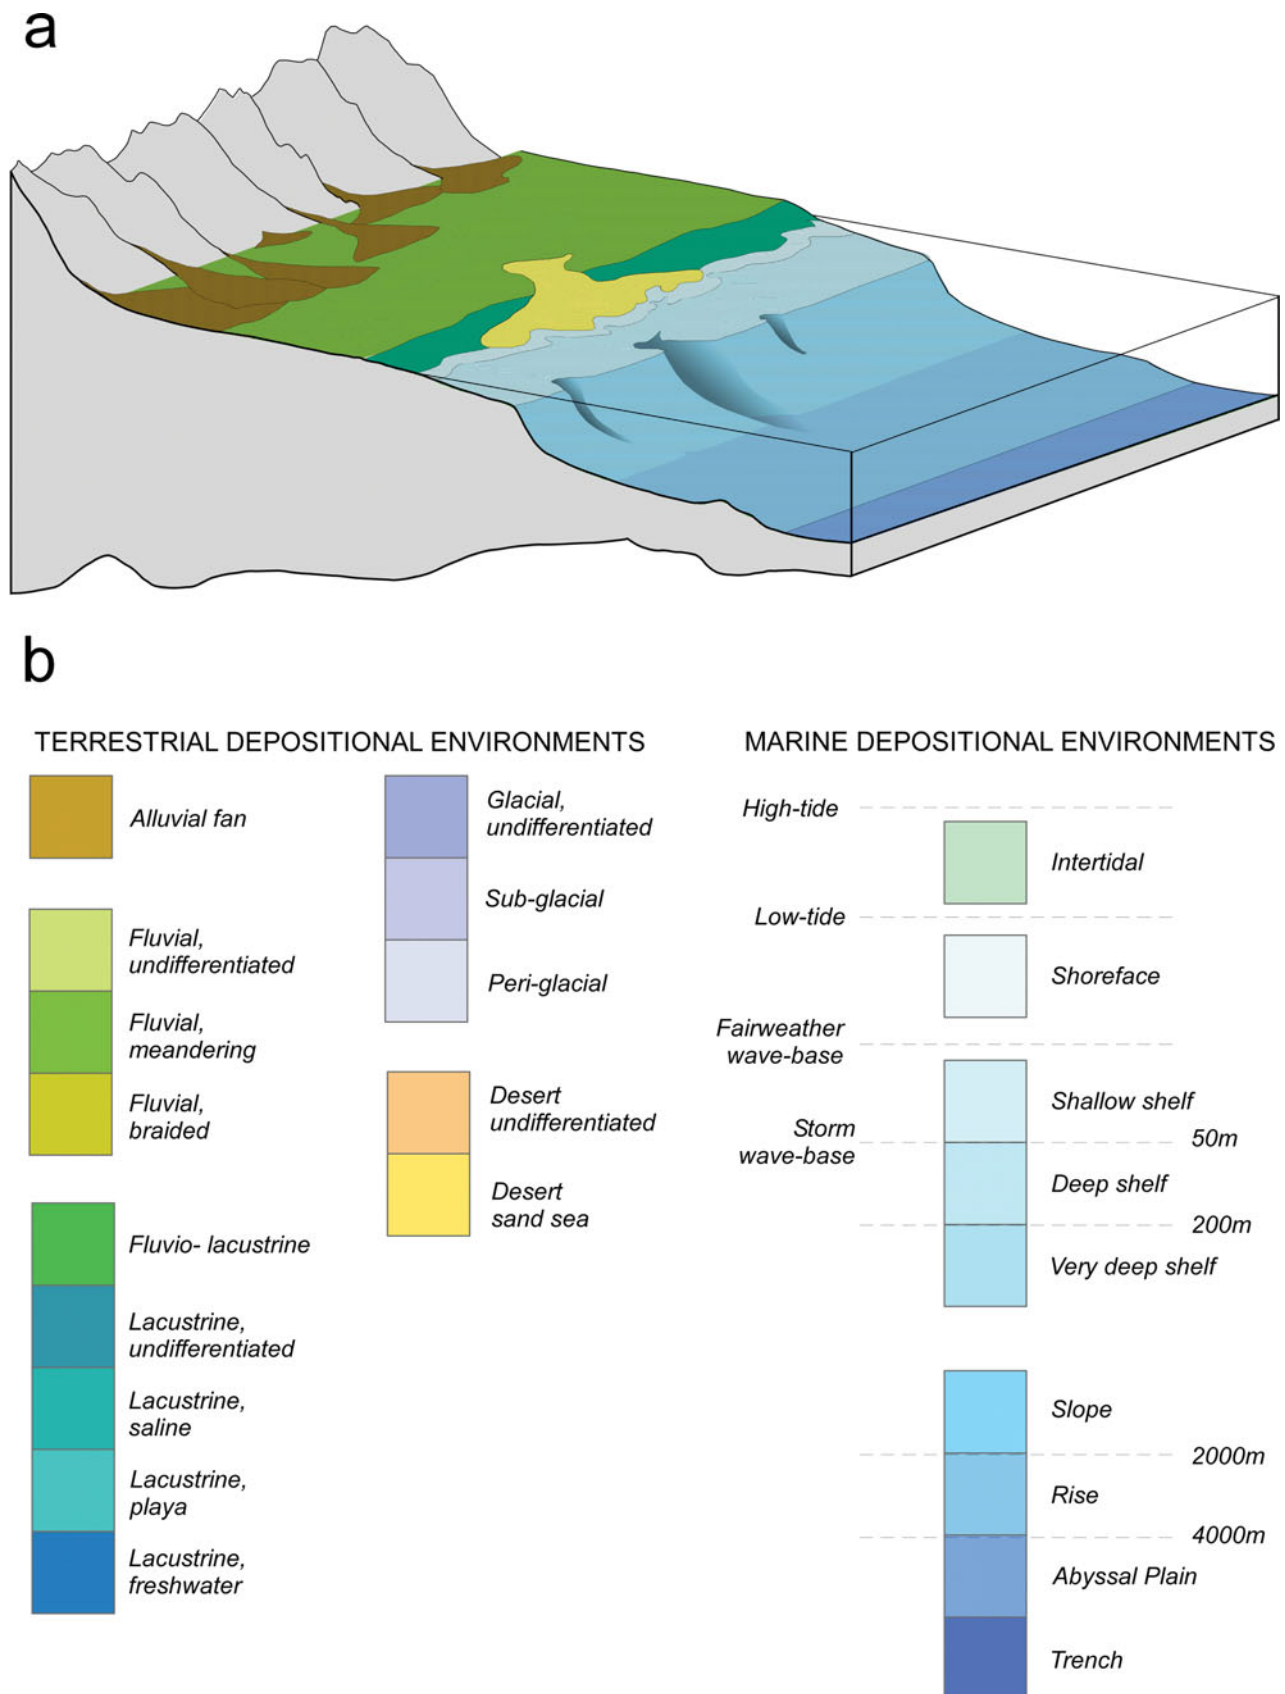 a
b
TERRESTRIAL DEPOSITIONAL ENVIRONMENTS
Alluvial fan
Fluvial,
undifferentiated
Fluvial,
meandering
Fluvial,
braided
Fluvio- lacustrine
Lacustrine,
undifferentiated
Lacustrine,
saline
Lacustrine,
playa
Lacustrine,
freshwater
Glacial,
undifferentiated
Sub-glacial
Peri-glacial
Desert
undifferentiated
Desert
sand sea
MARINE DEPOSITIONAL ENVIRONMENTS
High-tide
Intertidal
Low-tide
Shoreface
Fairweather
wave-base
Shallow shelf
Storm
wave-base
50m
Deep shelf
200m
Very deep shelf
Slope
2000m
Rise
4000m
Abyssal Plain
Trench